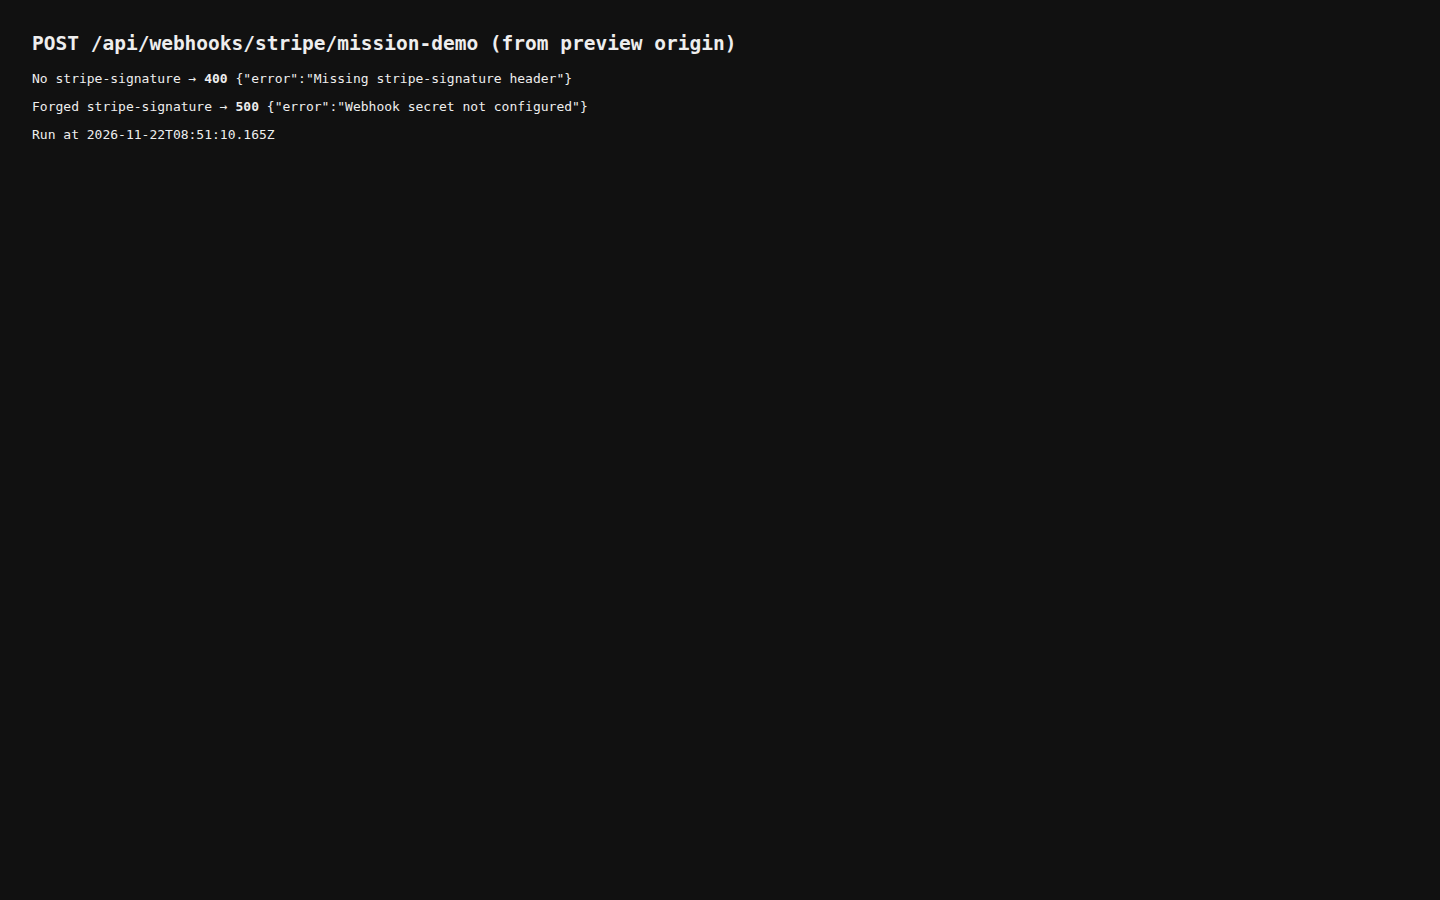 POST /api/webhooks/stripe/mission-demo (from preview origin)
No stripe-signature → 400 {"error":"Missing stripe-signature header"}
Forged stripe-signature → 500 {"error":"Webhook secret not configured"}
Run at 2026-11-22T08:51:10.165Z